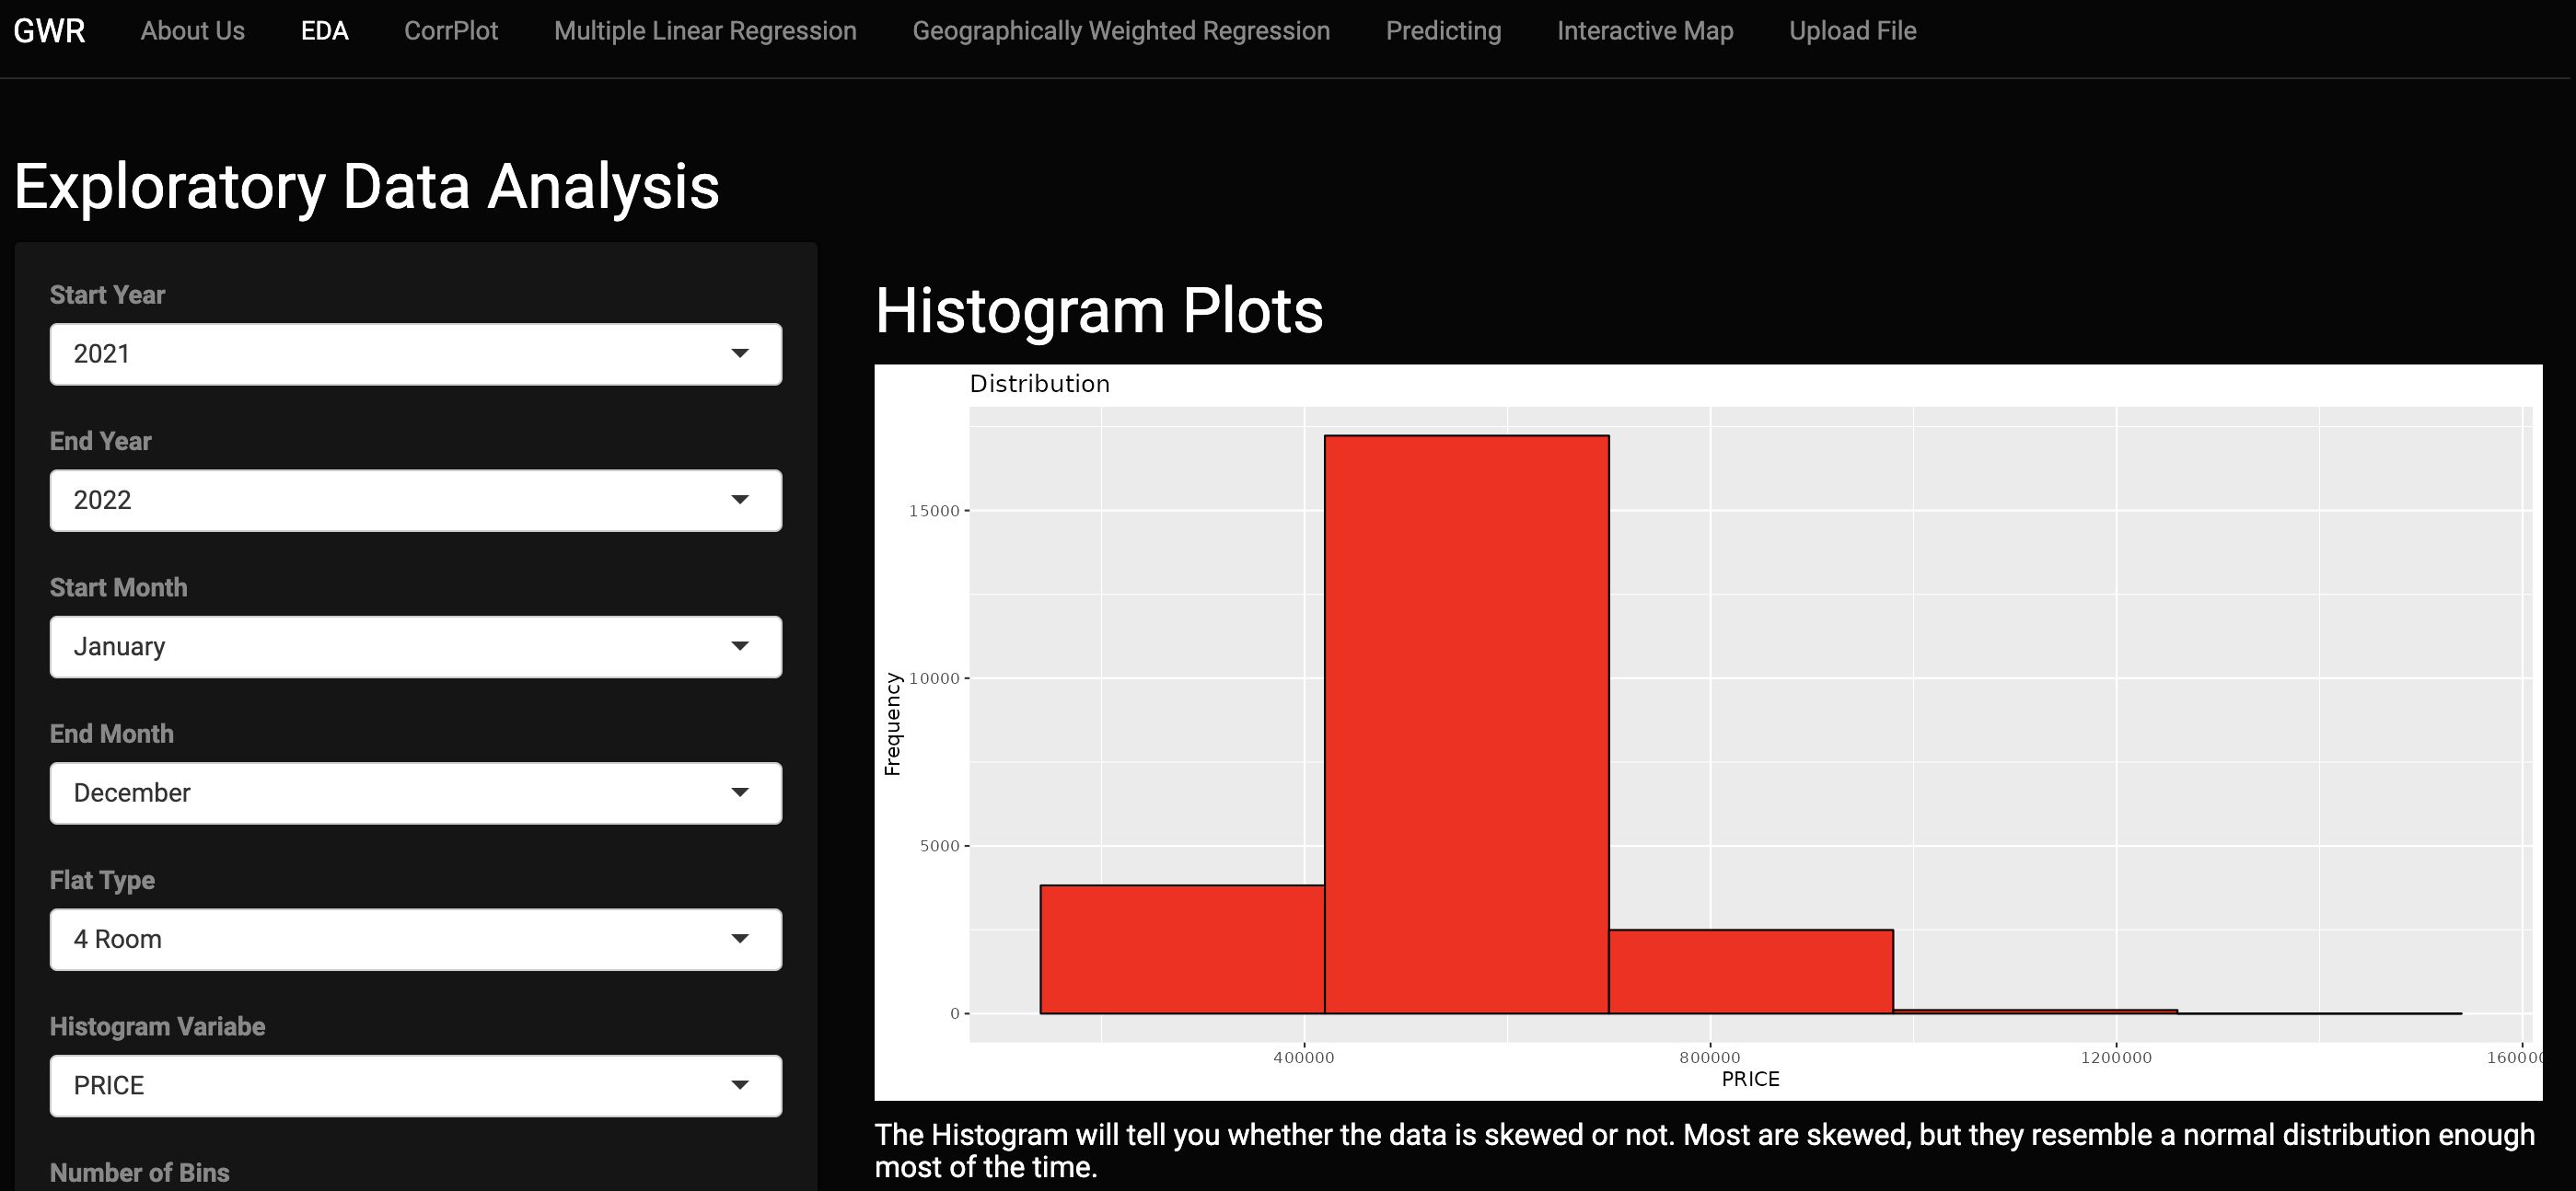 GWR About Us EDA CorrPlot Multiple Linear Regression Geographically Weighted Regression Predicting Interactive Map Upload File
Exploratory Data Analysis
Start Year
2021
End Year
2022
Start Month
January
End Month
December
Flat Type
4 Room
Histogram Variabe
PRICE
Number of Bins
Histogram Plots
Distribution
15000
10000
5000
0
Frequency
400000 800000 1200000 160000
PRICE
The Histogram will tell you whether the data is skewed or not. Most are skewed, but they resemble a normal distribution enough
most of the time.